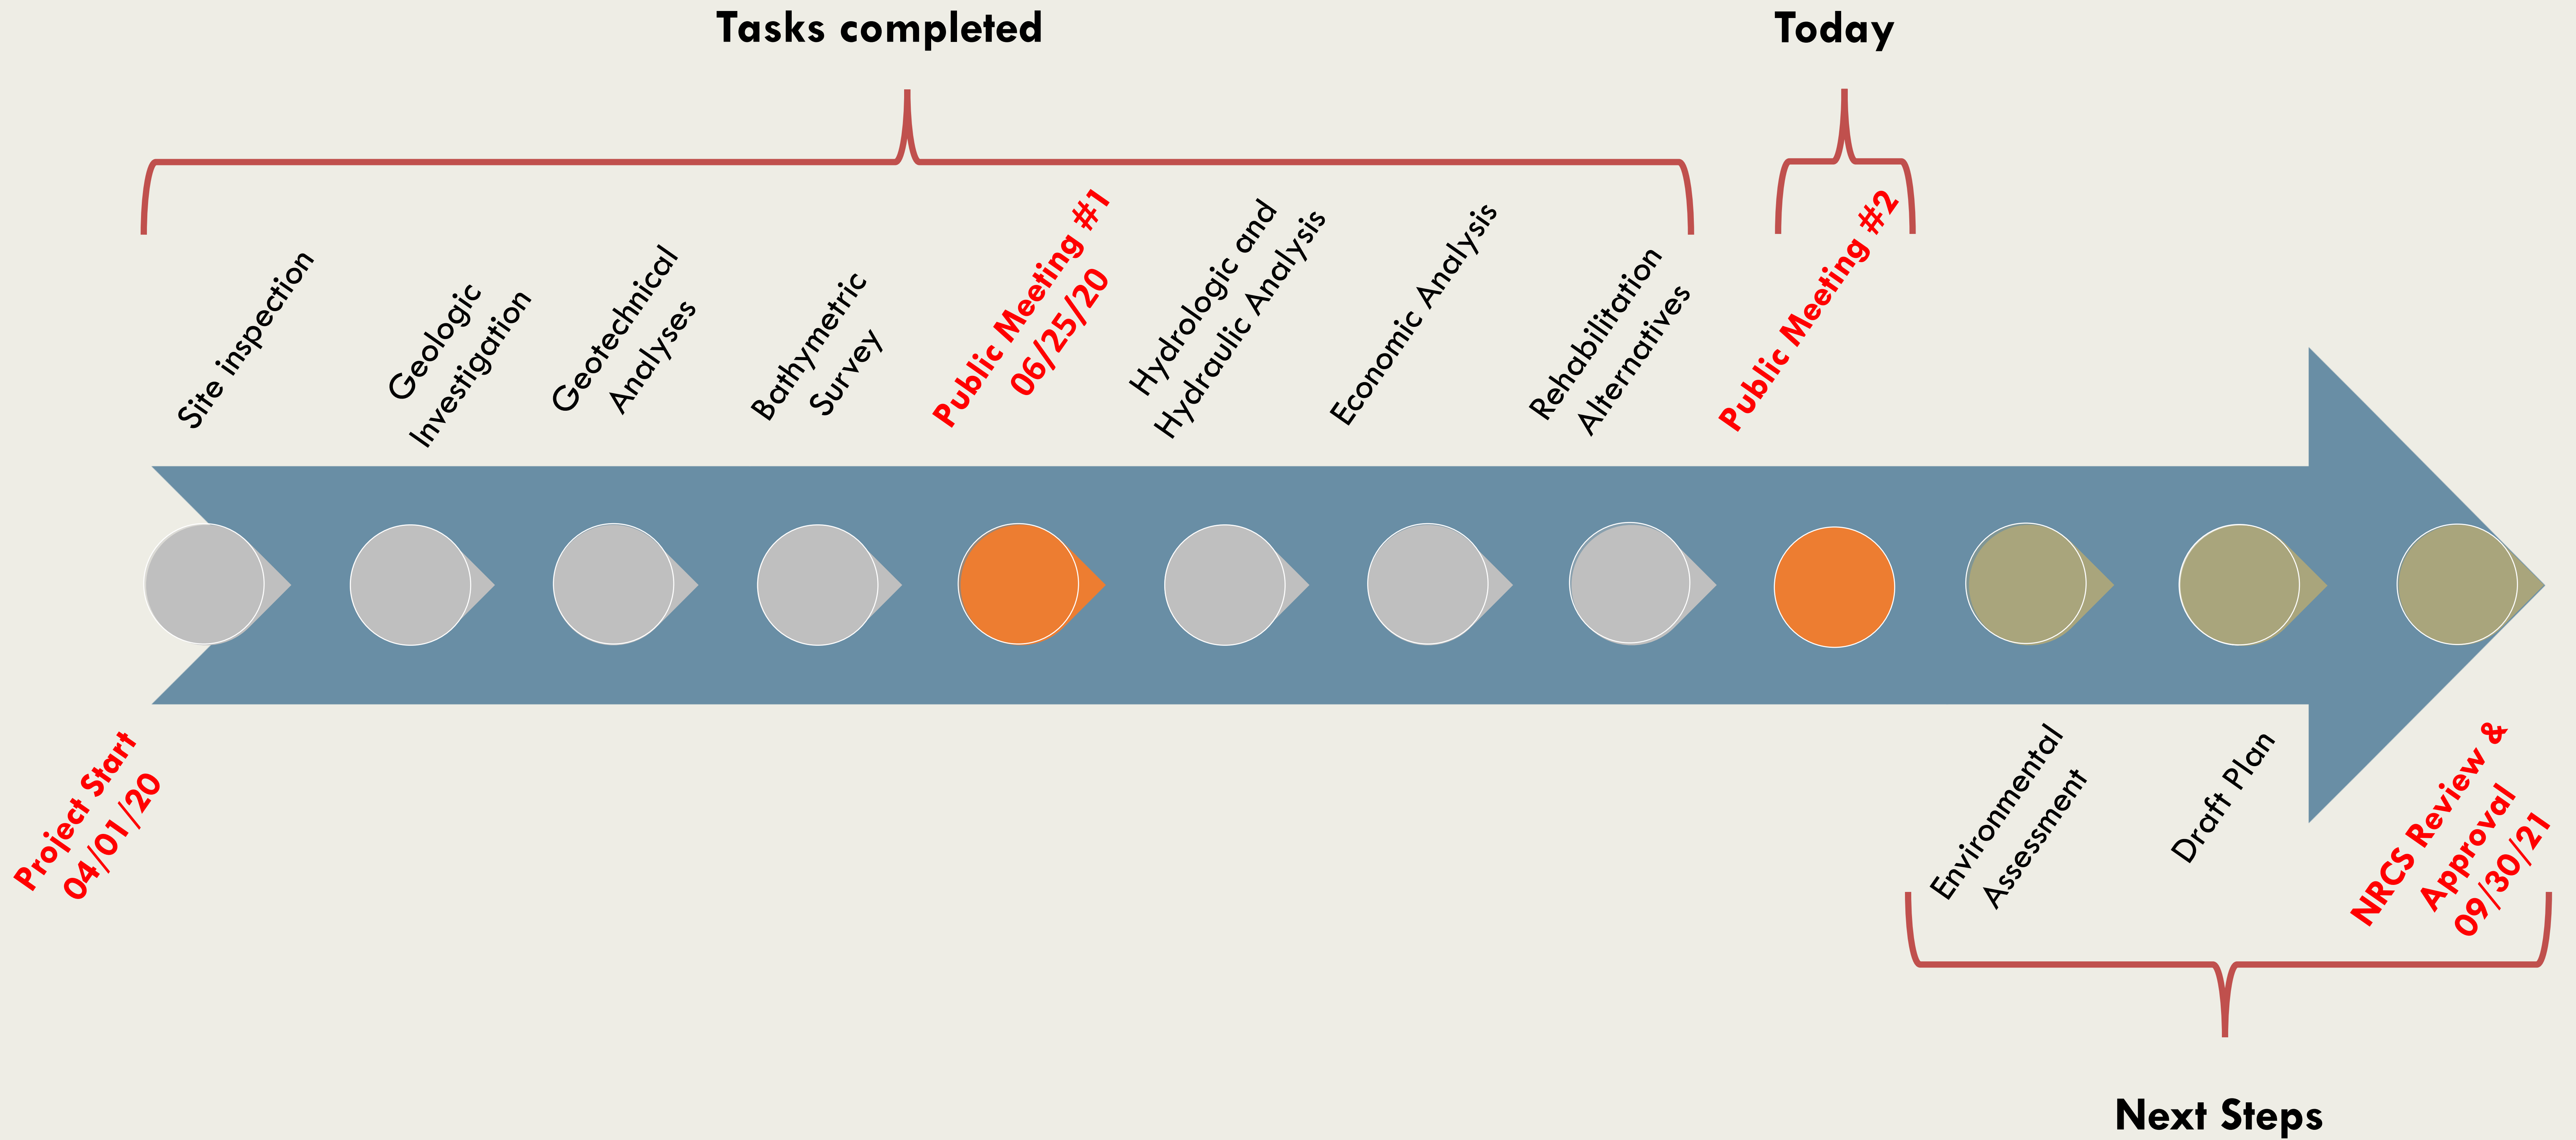 Tasks completed
Today
Site inspection
Geologic
Investigation
Geotechnical
Analyses
Bathymetric
Survey
Public Meeting #1
06/25/20
Hydrologic and
Hydraulic Analysis
Economic Analysis
Rehabilitation
Alternatives
Public Meeting #2
Project Start
04/01/20
Environmental
Assessment
Draft Plan
NRCS Review &
Approval
09/30/21
Next Steps